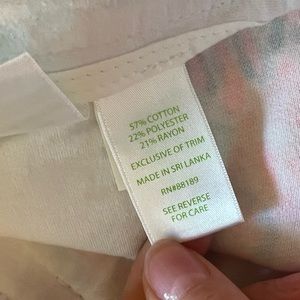 57% COTTON
22% POLYESTER
21% RAYON
EXCLUSIVE OF TRIM
MADE IN SRI LANKA
RN#88189
SEE REVERSE
FOR CARE